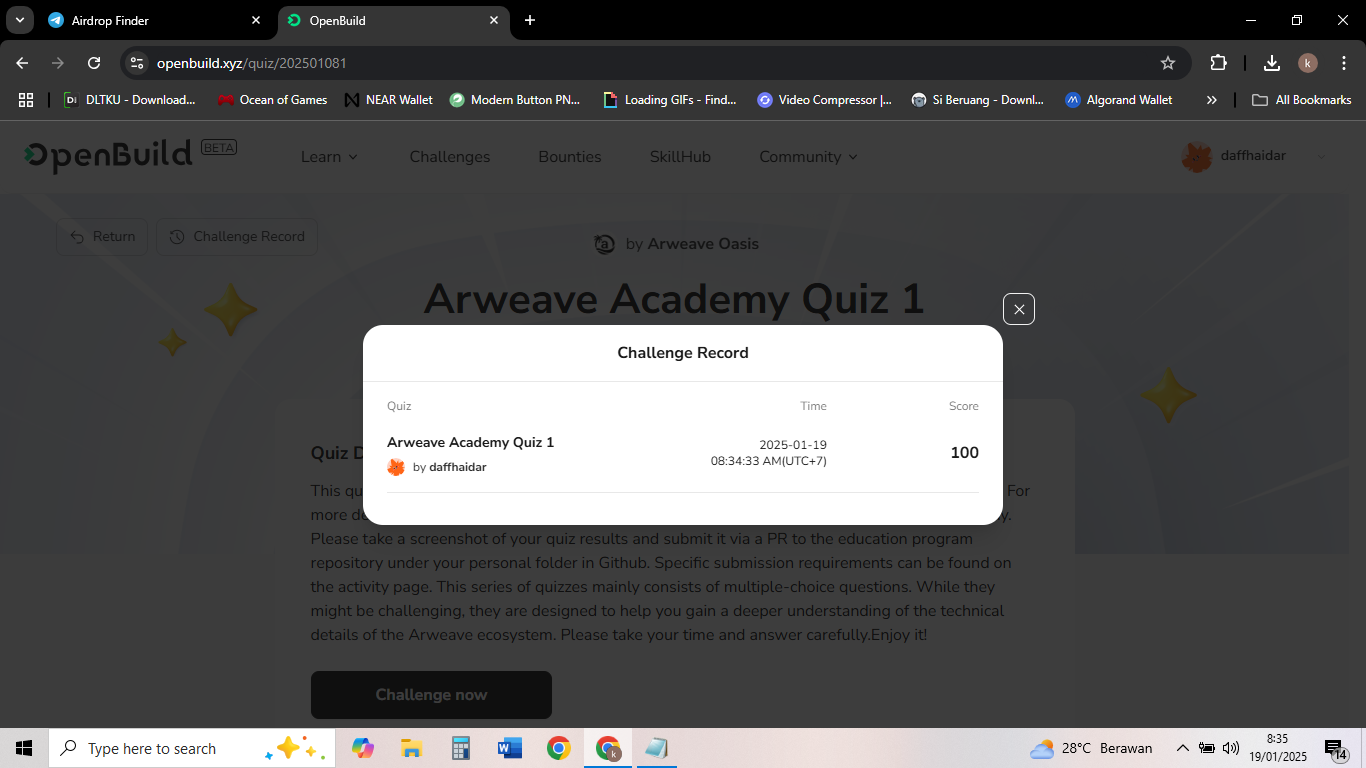 Airdrop Finder
OpenBuild
openbuild.xyz/quiz/202501081
k
DI DLTKU - Download...
Ocean of Games
NEAR Wallet
Modern Button PN...
Loading GIFs - Find...
Video Compressor |...
Si Beruang - Downl...
Algorand Wallet
All Bookmarks
OpenBuild BETA
Learn
Challenges
Bounties
SkillHub
Community
daffhaidar
Return
Challenge Record
by Arweave Oasis
Arweave Academy Quiz 1
Challenge Record
Quiz Time Score
Arweave Academy Quiz 1
by daffhaidar
2025-01-19
08:34:33 AM(UTC+7)
100
Quiz D
This qu For
more de y.
Please take a screenshot of your quiz results and submit it via a PR to the education program
repository under your personal folder in Github. Specific submission requirements can be found on
the activity page. This series of quizzes mainly consists of multiple-choice questions. While they
might be challenging, they are designed to help you gain a deeper understanding of the technical
details of the Arweave ecosystem. Please take your time and answer carefully.Enjoy it!
Challenge now
Type here to search
28°C Berawan
8:35
19/01/2025
14